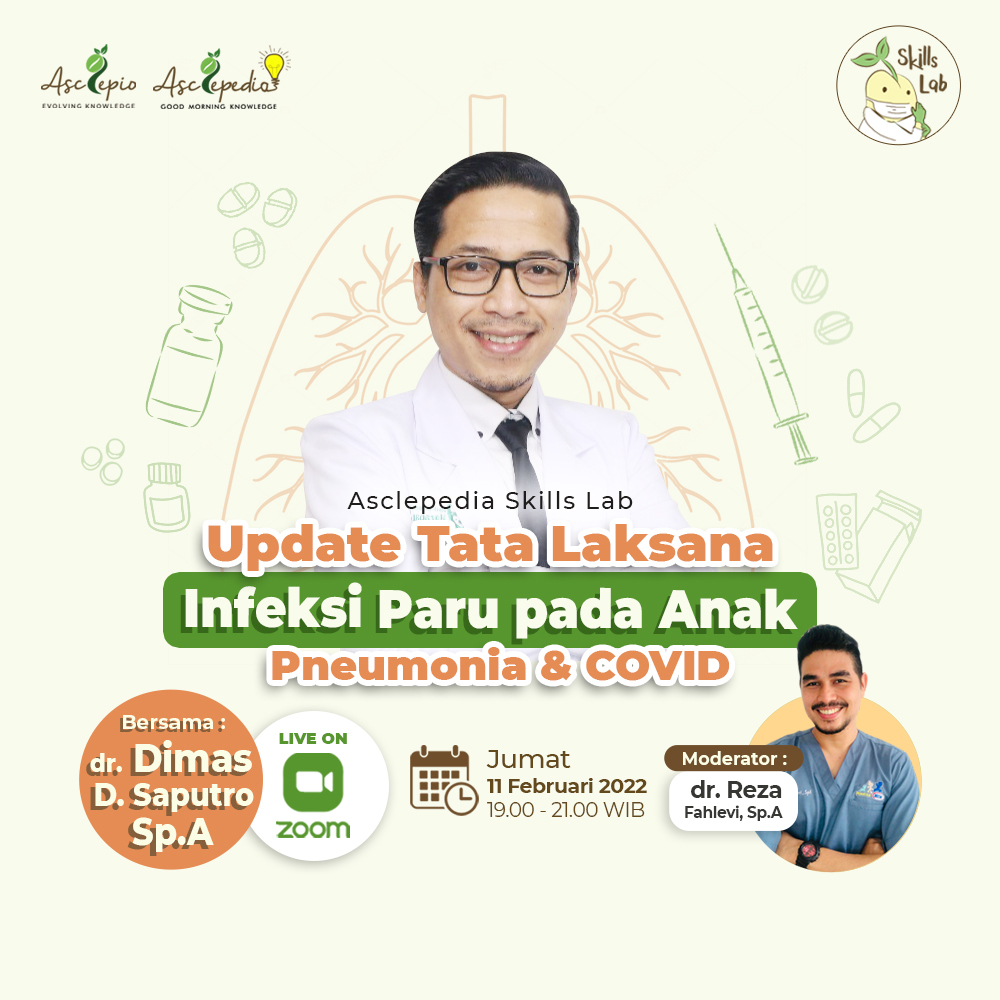 Asclepio
EVOLVING KNOWLEDGE
Asclepedia
GOOD MORNING KNOWLEDGE
Skills
Lab
Asclepedia Skills Lab
Update Tata Laksana
Infeksi Paru pada Anak
Pneumonia & COVID
Bersama :
dr. Dimas
D. Saputro
Sp.A
LIVE ON
zoom
Jumat
11 Februari 2022
19.00 - 21.00 WIB
Moderator :
dr. Reza
Fahlevi, Sp.A